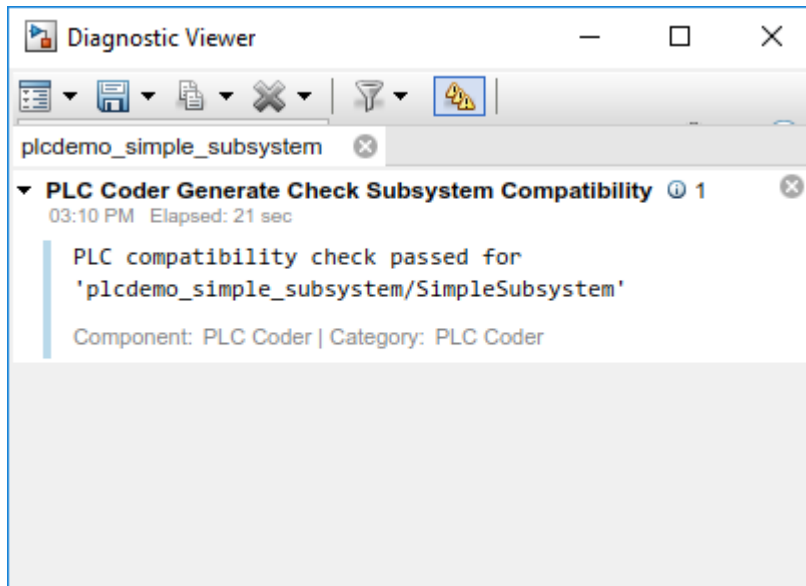 Diagnostic Viewer
plcdemo_simple_subsystem
PLC Coder Generate Check Subsystem Compatibility 1
03:10 PM Elapsed: 21 sec
PLC compatibility check passed for
'plcdemo_simple_subsystem/SimpleSubsystem'
Component: PLC Coder | Category: PLC Coder